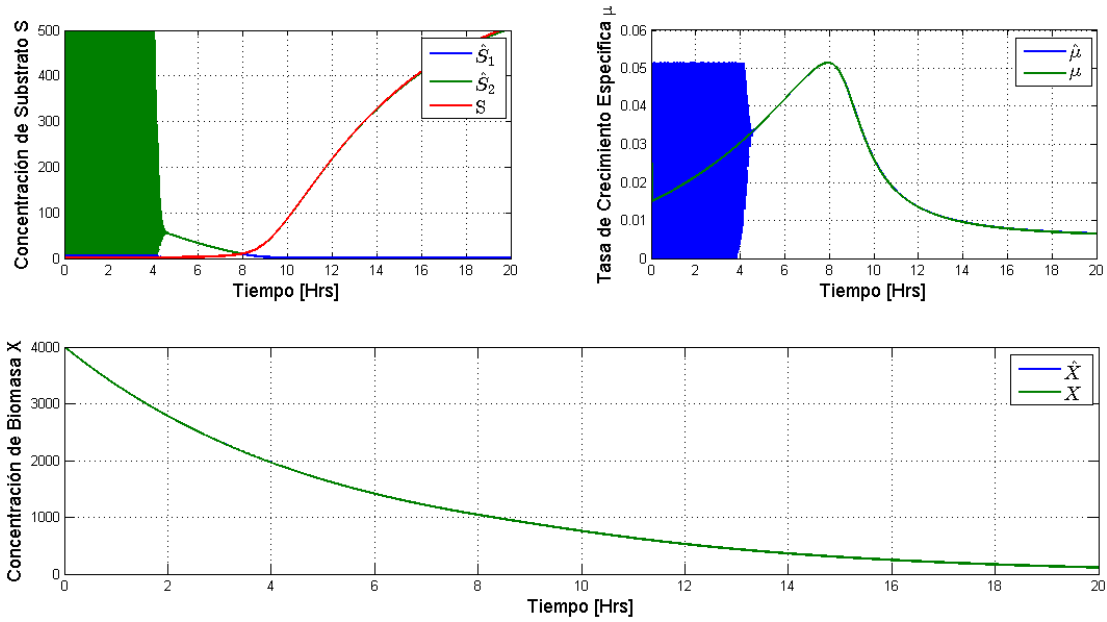 Concentración de Substrato S
500
400
300
200
100
0
0 2 4 6 8 10 12 14 16 18 20
Tiempo [Hrs]
Ŝ1
Ŝ2
S
Tasa de Crecimiento Específica μ
0.06
0.05
0.04
0.03
0.02
0.01
0
0 2 4 6 8 10 12 14 16 18 20
Tiempo [Hrs]
μ̂
μ
Concentración de Biomasa X
4000
3000
2000
1000
0
0 2 4 6 8 10 12 14 16 18 20
Tiempo [Hrs]
X̂
X